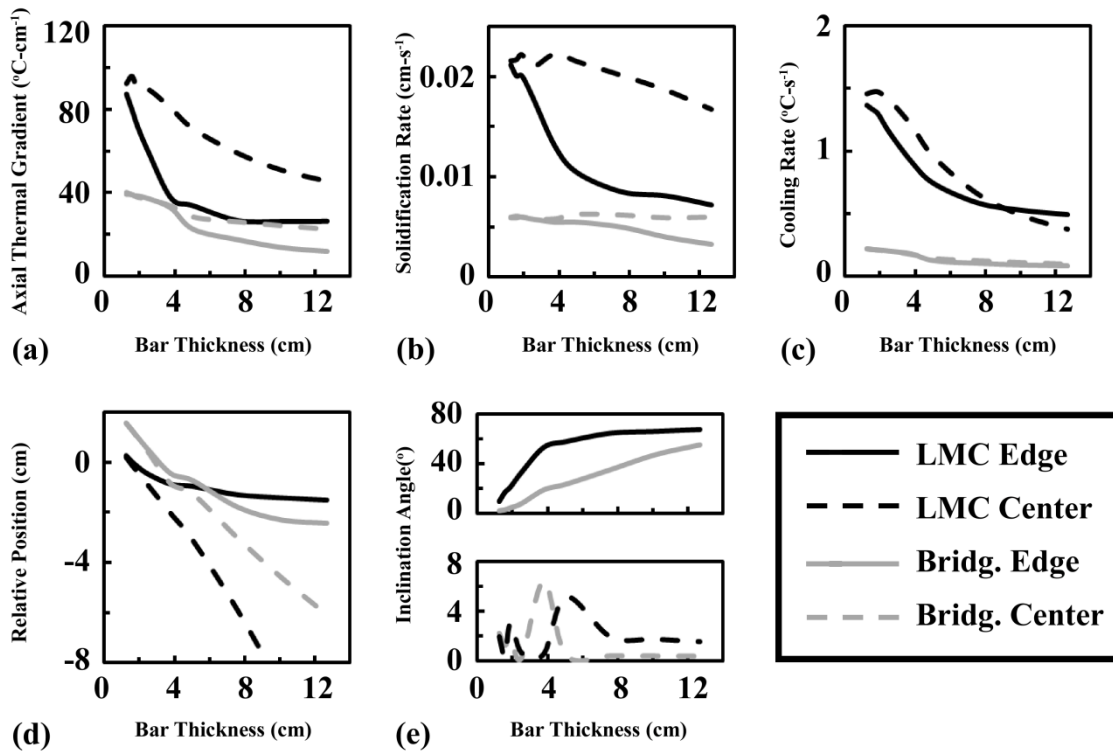 Axial Thermal Gradient (°C-cm⁻¹)
120
80
40
0
0 4 8 12
(a) Bar Thickness (cm)
Solidification Rate (cm-s⁻¹)
0.02
0.01
0
0 4 8 12
(b) Bar Thickness (cm)
Cooling Rate (°C-s⁻¹)
2
1
0
0 4 8 12
(c) Bar Thickness (cm)
Relative Position (cm)
0
-4
-8
0 4 8 12
(d) Bar Thickness (cm)
Inclination Angle(°)
80
40
0
8
4
0
0 4 8 12
(e) Bar Thickness (cm)
LMC Edge
LMC Center
Bridg. Edge
Bridg. Center